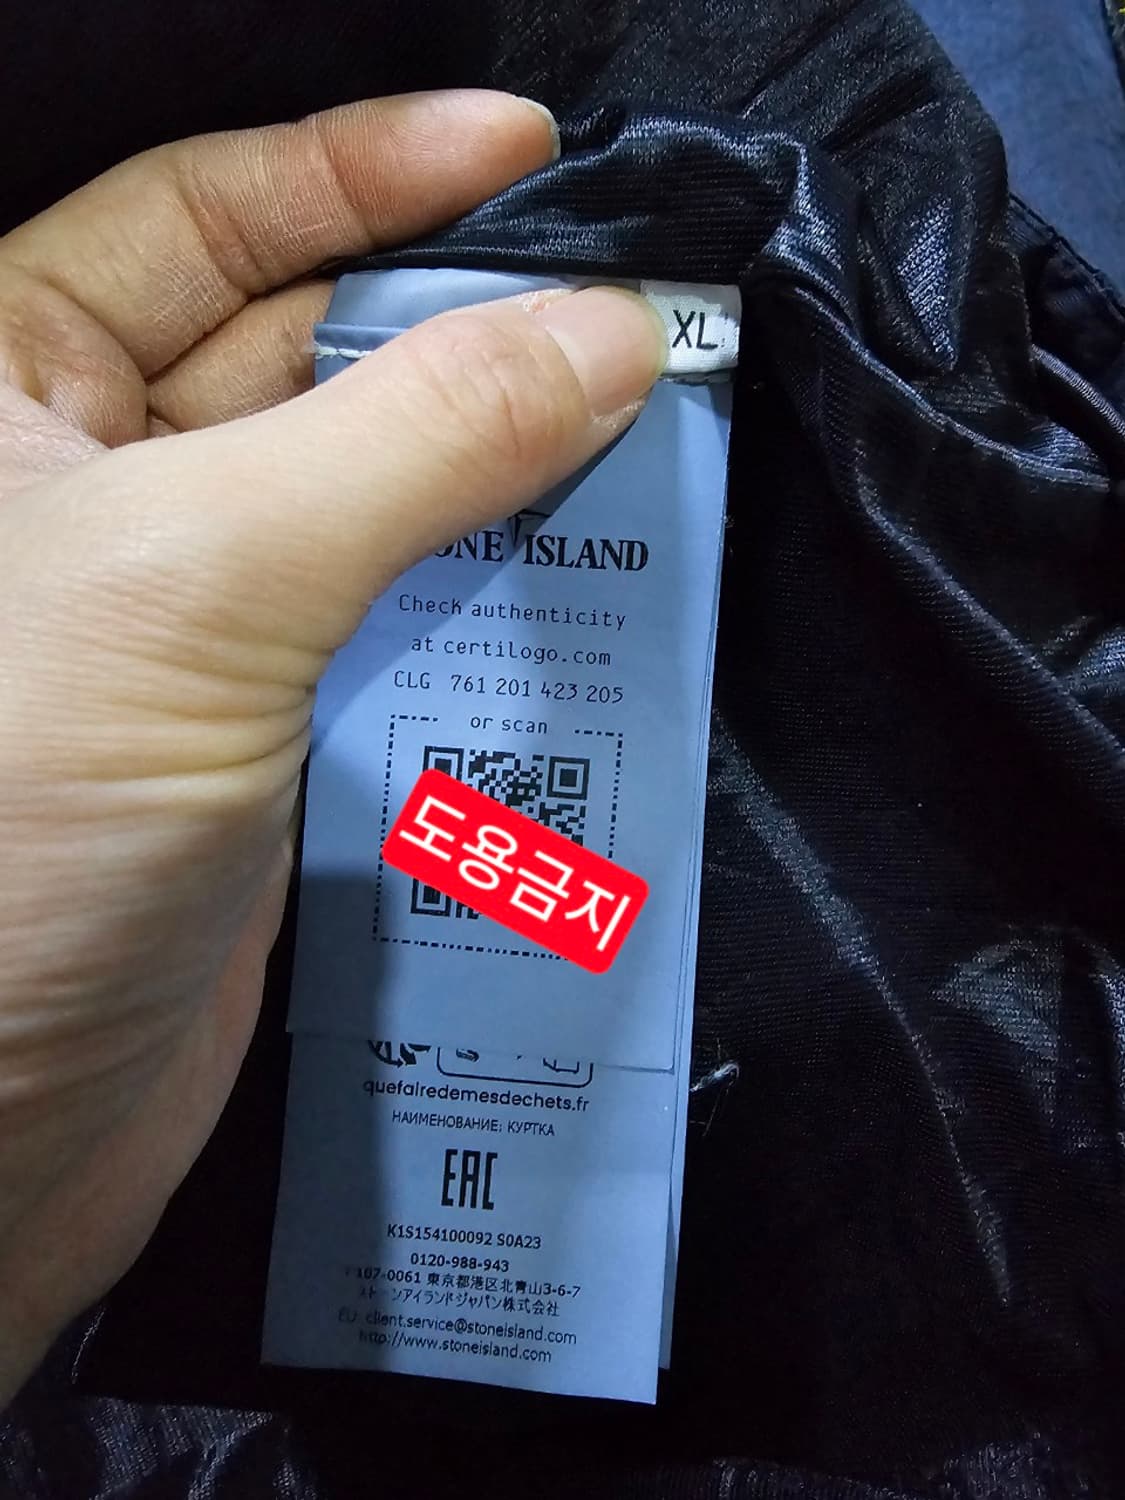 XL
ONE ISLAND
Check authenticity
at certilogo.com
CLG 761 201 423 205
or scan
도용금지
quefairedemesdechets.fr
НАИМЕНОВАНИЕ: КУРТКА
EAC
K1S154100092 S0A23
0120-988-943
107-0061 東京都港区北青山3-6-7
ストーンアイランドジャパン株式会社
EU: client.service@stoneisland.com
http://www.stoneisland.com